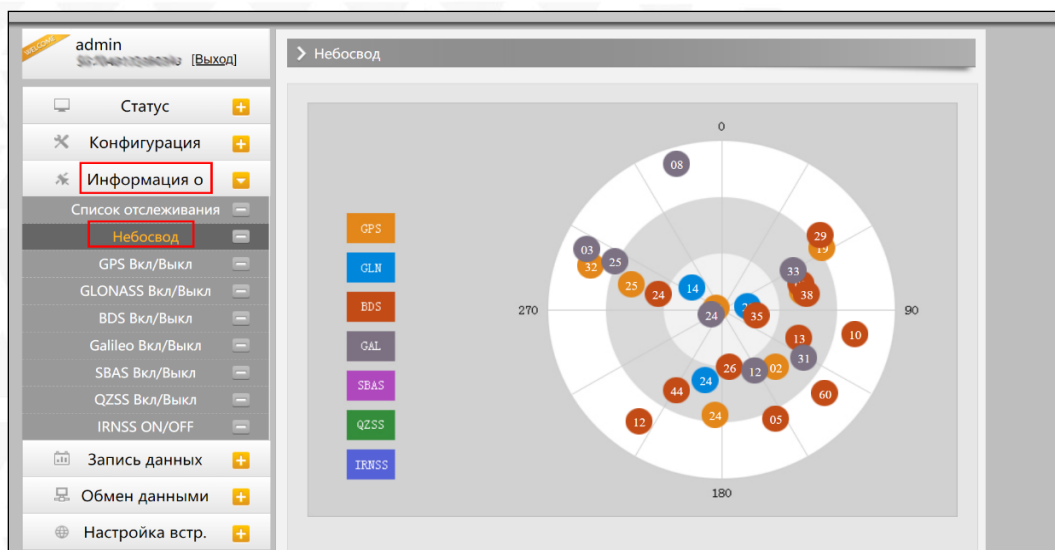 WELCOME
admin
[Выход]
Небосвод
Статус
Конфигурация
Информация о
Список отслеживания
Небосвод
GPS Вкл/Выкл
GLONASS Вкл/Выкл
BDS Вкл/Выкл
Galileo Вкл/Выкл
SBAS Вкл/Выкл
QZSS Вкл/Выкл
IRNSS ON/OFF
Запись данных
Обмен данными
Настройка встр.
GPS
GLN
BDS
GAL
SBAS
QZSS
IRNSS
0
08
29
19
03
32
25
33
25
24
14
38
270
24
35
90
10
13
31
26
12
02
24
44
60
24
05
12
180